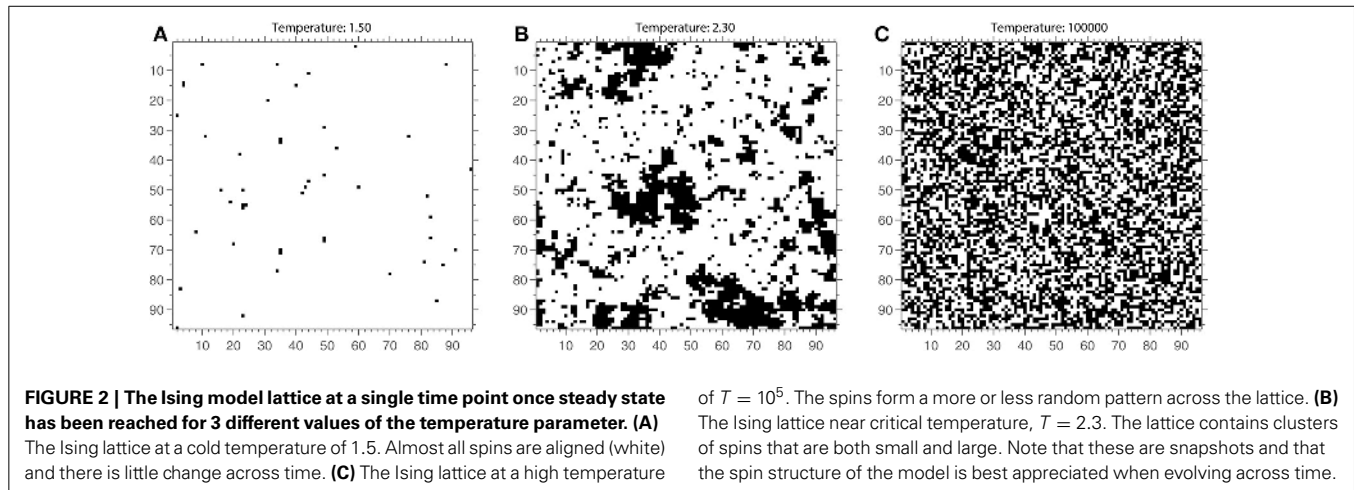 A
Temperature: 1.50
10
20
30
40
50
60
70
80
90
10 20 30 40 50 60 70 80 90
B
Temperature: 2.30
10
20
30
40
50
60
70
80
90
10 20 30 40 50 60 70 80 90
C
Temperature: 100000
10
20
30
40
50
60
70
80
90
10 20 30 40 50 60 70 80 90
FIGURE 2 | The Ising model lattice at a single time point once steady state
has been reached for 3 different values of the temperature parameter. (A)
The Ising lattice at a cold temperature of 1.5. Almost all spins are aligned (white)
and there is little change across time. (C) The Ising lattice at a high temperature
of T = 10⁵. The spins form a more or less random pattern across the lattice. (B)
The Ising lattice near critical temperature, T = 2.3. The lattice contains clusters
of spins that are both small and large. Note that these are snapshots and that
the spin structure of the model is best appreciated when evolving across time.